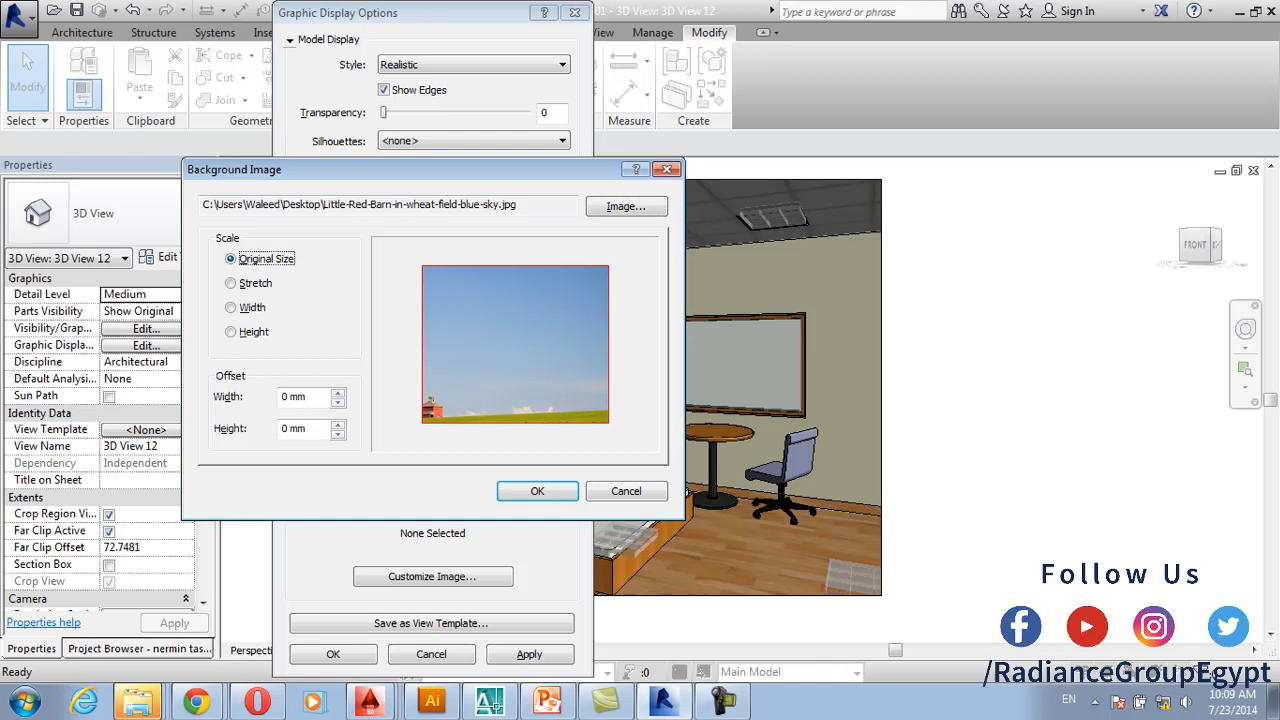 Graphic Display Options
01 - 3D View: 3D View 12
Type a keyword or phrase
Sign In
Architecture
Structure
Systems
Manage
Modify
Modify
Select
Properties
Paste
Clipboard
Cope
Cut
Join
Measure
Create
Model Display
Style:
Realistic
Show Edges
Transparency:
0
Silhouettes:
<none>
Background Image
C:\Users\Waleed\Desktop\Little-Red-Barn-in-wheat-field-blue-sky.jpg
Image...
Scale
Original Size
Stretch
Width
Height
Offset
Width:
0 mm
Height:
0 mm
OK
Cancel
None Selected
Customize Image...
Save as View Template...
OK
Cancel
Apply
Properties
3D View
3D View: 3D View 12
Edit
Graphics
Detail Level
Medium
Parts Visibility
Show Original
Visibility/Grap...
Edit...
Graphic Displa...
Edit...
Discipline
Architectural
Default Analysi...
None
Sun Path
Identity Data
View Template
<None>
View Name
3D View 12
Dependency
Independent
Title on Sheet
Extents
Crop Region Vi...
Far Clip Active
Far Clip Offset
72.7481
Section Box
Crop View
Camera
Properties help
Apply
Properties
Project Browser - nermin tas...
Ready
FRONT
:0
Main Model
Follow Us
/RadianceGroupEgypt
EN
10:09 AM
7/23/2014